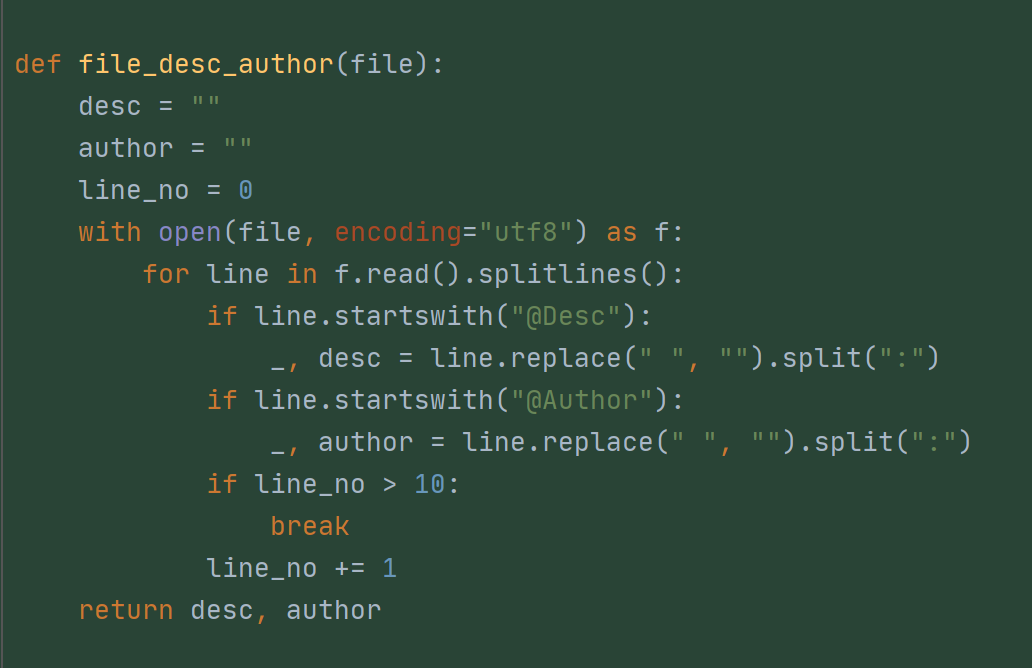 def file_desc_author(file):
    desc = ""
    author = ""
    line_no = 0
    with open(file, encoding="utf8") as f:
        for line in f.read().splitlines():
            if line.startswith("@Desc"):
                _, desc = line.replace(" ", "").split(":")
            if line.startswith("@Author"):
                _, author = line.replace(" ", "").split(":")
            if line_no > 10:
                break
            line_no += 1
    return desc, author